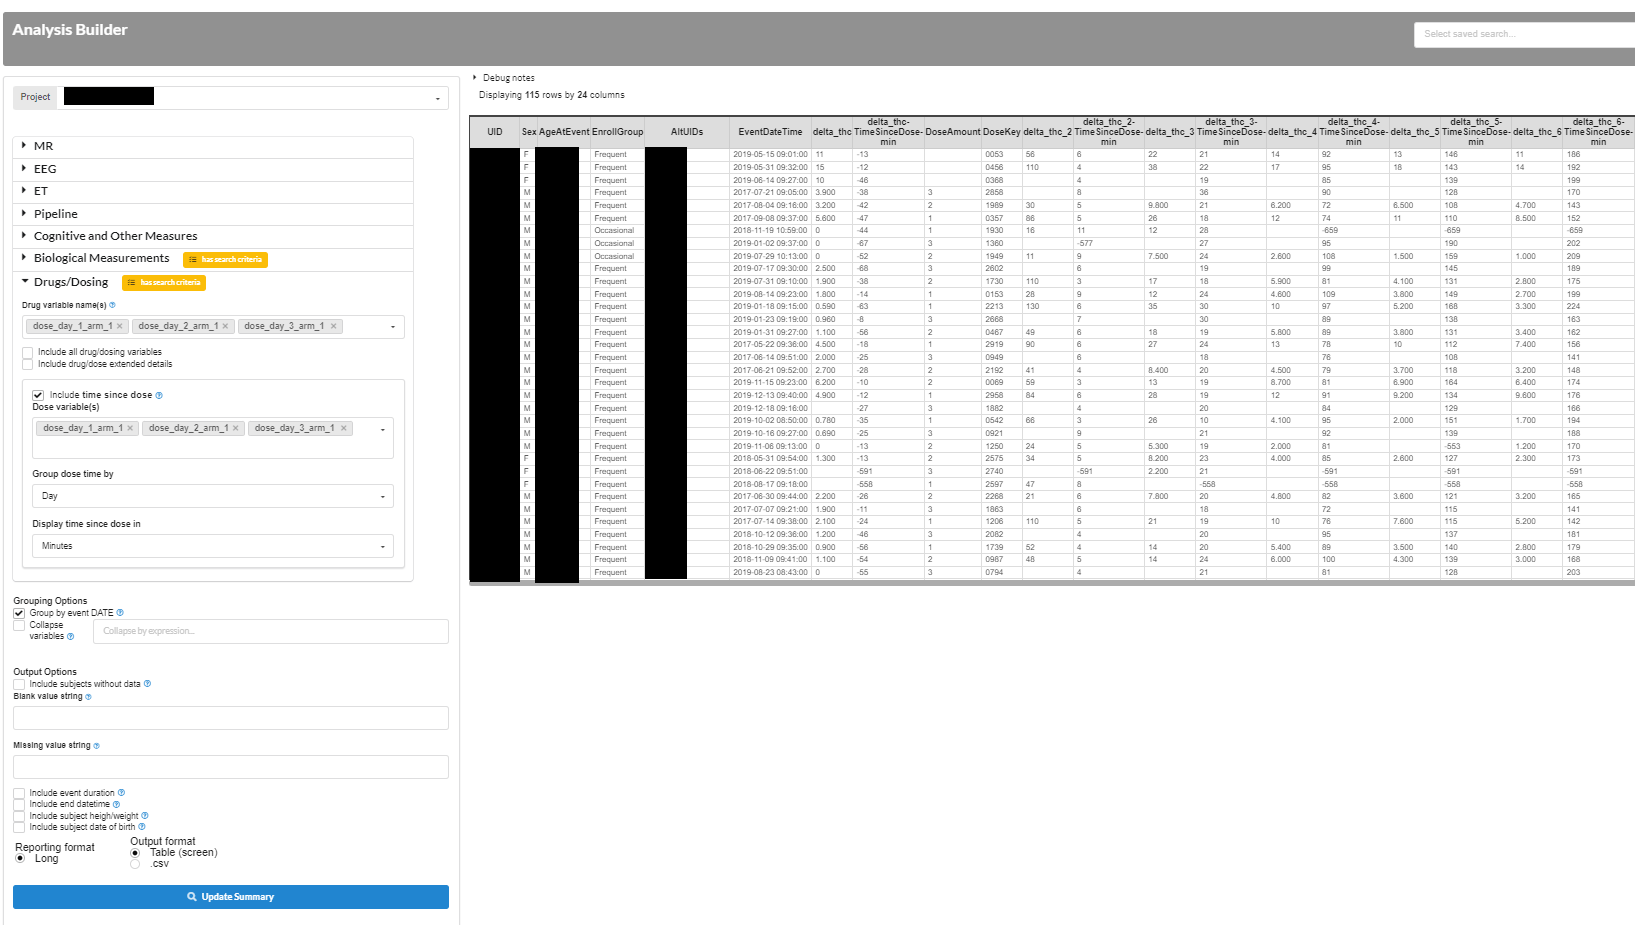 Analysis Builder
Select saved search...
Project
MR
EEG
ET
Pipeline
Cognitive and Other Measures
Biological Measurements has search criteria
Drugs/Dosing has search criteria
Drug variable name(s)
dose_day_1_arm_1 × dose_day_2_arm_1 × dose_day_3_arm_1 ×
Include all drug/dosing variables
Include drug/dose extended details
Include time since dose
Dose variable(s)
dose_day_1_arm_1 × dose_day_2_arm_1 × dose_day_3_arm_1 ×
Group dose time by
Day
Display time since dose in
Minutes
Grouping Options
Group by event DATE
Collapse variables
Collapse by expression...
Output Options
Include subjects without data
Blank value string
Missing value string
Include event duration
Include end datetime
Include subject heigh/weight
Include subject date of birth
Reporting format
Long
Output format
Table (screen)
.csv
Update Summary
Debug notes
Displaying 115 rows by 24 columns
UID Sex AgeAtEvent EnrollGroup AltUIDs EventDateTime delta_thc delta_thc-TimeSinceDose-min DoseAmount DoseKey delta_thc_2 delta_thc_2-TimeSinceDose-min delta_thc_3 delta_thc_3-TimeSinceDose-min delta_thc_4 delta_thc_4-TimeSinceDose-min delta_thc_5 delta_thc_5-TimeSinceDose-min delta_thc_6 delta_thc_6-TimeSinceDose-min
F Frequent 2019-05-15 09:01:00 11 -13 0053 56 6 22 21 14 92 13 146 11 186
F Frequent 2019-05-31 09:32:00 15 -12 0456 110 4 38 22 17 95 18 143 14 192
F Frequent 2019-06-14 09:27:00 10 -46 0368 4 19 85 139 199
M Frequent 2017-07-21 09:05:00 3.900 -38 3 2858 8 36 90 128 170
M Frequent 2017-08-04 09:16:00 3.200 -42 2 1989 30 5 9.800 21 6.200 72 6.500 108 4.700 143
M Frequent 2017-09-08 09:37:00 5.600 -47 1 0357 86 5 26 18 12 74 11 110 8.500 152
M Occasional 2018-11-19 10:59:00 0 -44 1 1930 16 11 12 28 -659 -659 -659
M Occasional 2019-01-02 09:37:00 0 -67 3 1360 -577 27 95 190 202
M Occasional 2019-07-29 10:13:00 0 -52 2 1949 11 9 7.500 24 2.600 108 1.500 159 1.000 209
M Frequent 2019-07-17 09:30:00 2.500 -68 3 2602 6 19 99 145 189
M Frequent 2019-07-31 09:10:00 1.900 -38 2 1730 110 3 17 18 5.900 81 4.100 131 2.800 175
M Frequent 2019-08-14 09:23:00 1.800 -14 1 0153 28 9 12 24 4.600 109 3.800 149 2.700 199
M Frequent 2019-01-18 09:15:00 0.590 -63 1 2213 130 6 35 30 10 97 5.200 168 3.300 224
M Frequent 2019-01-23 09:19:00 0.960 -8 3 2668 7 30 89 138 163
M Frequent 2019-01-31 09:27:00 1.100 -56 2 0467 49 6 18 19 5.800 89 3.800 131 3.400 162
M Frequent 2017-05-22 09:36:00 4.500 -18 1 2919 90 6 27 24 13 78 10 112 7.400 156
M Frequent 2017-06-14 09:51:00 2.000 -25 3 0949 6 18 76 108 141
M Frequent 2017-06-21 09:52:00 2.700 -28 2 2192 41 4 8.400 20 4.500 79 3.700 118 3.200 148
M Frequent 2019-11-15 09:23:00 6.200 -10 2 0069 59 3 13 19 8.700 81 6.900 164 6.400 174
M Frequent 2019-12-13 09:40:00 4.900 -12 1 2958 84 6 28 19 12 91 9.200 134 9.600 176
M Frequent 2019-12-18 09:16:00 -27 3 1882 4 20 84 129 166
M Frequent 2019-10-02 08:50:00 0.780 -35 1 0542 66 3 26 10 4.100 95 2.000 151 1.700 194
M Frequent 2019-10-16 09:27:00 0.690 -25 3 0921 9 21 92 139 188
M Frequent 2019-11-06 09:13:00 0 -13 2 1250 24 5 5.300 19 2.000 81 -553 1.200 170
F Frequent 2018-05-31 09:54:00 1.300 -13 2 2575 34 5 8.200 23 4.000 85 2.600 127 2.300 173
F Frequent 2018-06-22 09:51:00 -591 3 2740 -591 2.200 21 -591 -591 -591
F Frequent 2018-08-17 09:18:00 -558 1 2597 47 8 -558 -558 -558 -558
M Frequent 2017-06-30 09:44:00 2.200 -26 2 2268 21 6 7.800 20 4.800 82 3.600 121 3.200 165
M Frequent 2017-07-07 09:21:00 1.900 -11 3 1863 6 18 72 115 141
M Frequent 2017-07-14 09:38:00 2.100 -24 1 1206 110 5 21 19 10 76 7.600 115 5.200 142
M Frequent 2018-10-12 09:36:00 1.200 -46 3 2082 4 20 95 137 181
M Frequent 2018-10-29 09:35:00 0.900 -56 1 1739 52 4 14 20 5.400 89 3.500 140 2.800 179
M Frequent 2018-11-09 09:41:00 1.100 -54 2 0987 48 5 14 24 6.000 100 4.300 139 3.000 168
M Frequent 2019-08-23 08:43:00 0 -55 3 0794 4 21 81 128 203